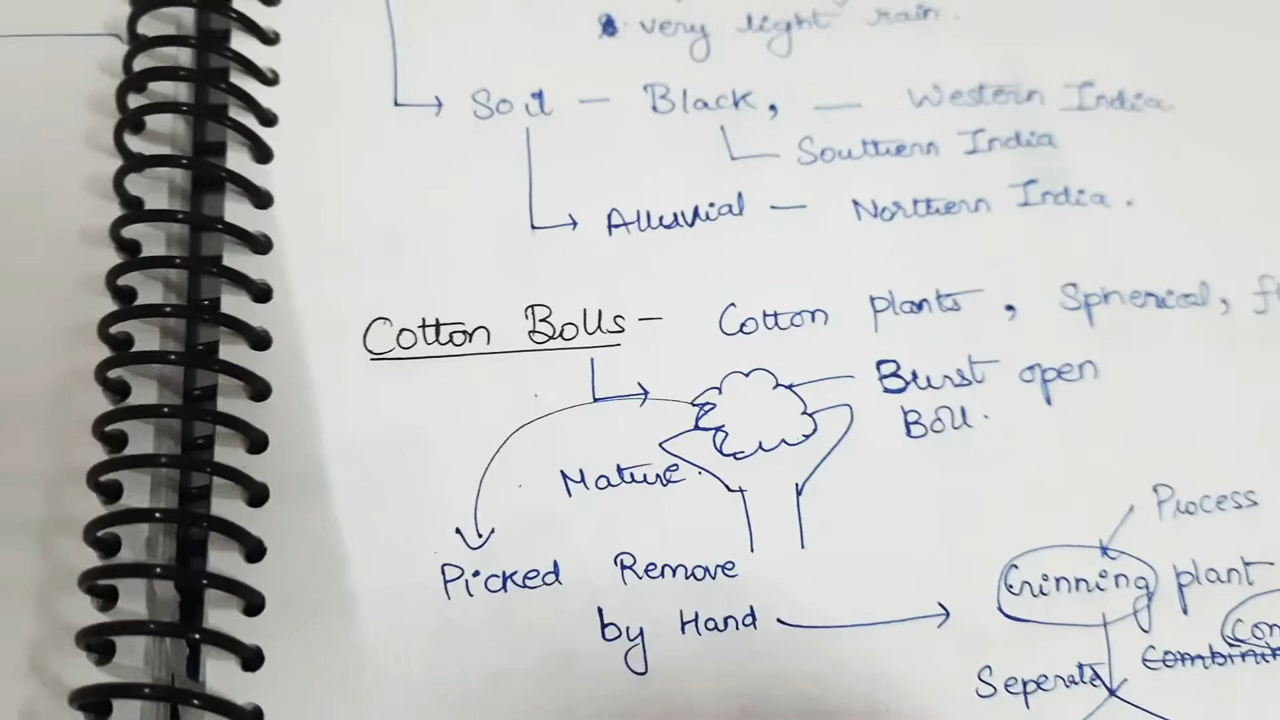 very light rain.
Soil — Black, — Western India
Southern India
Alluvial — Northern India.
Cotton Bolls — Cotton plants, Spherical,
Burst open
Boll.
Mature
Process
Picked Remove
Ginning plant
by Hand
Seperate